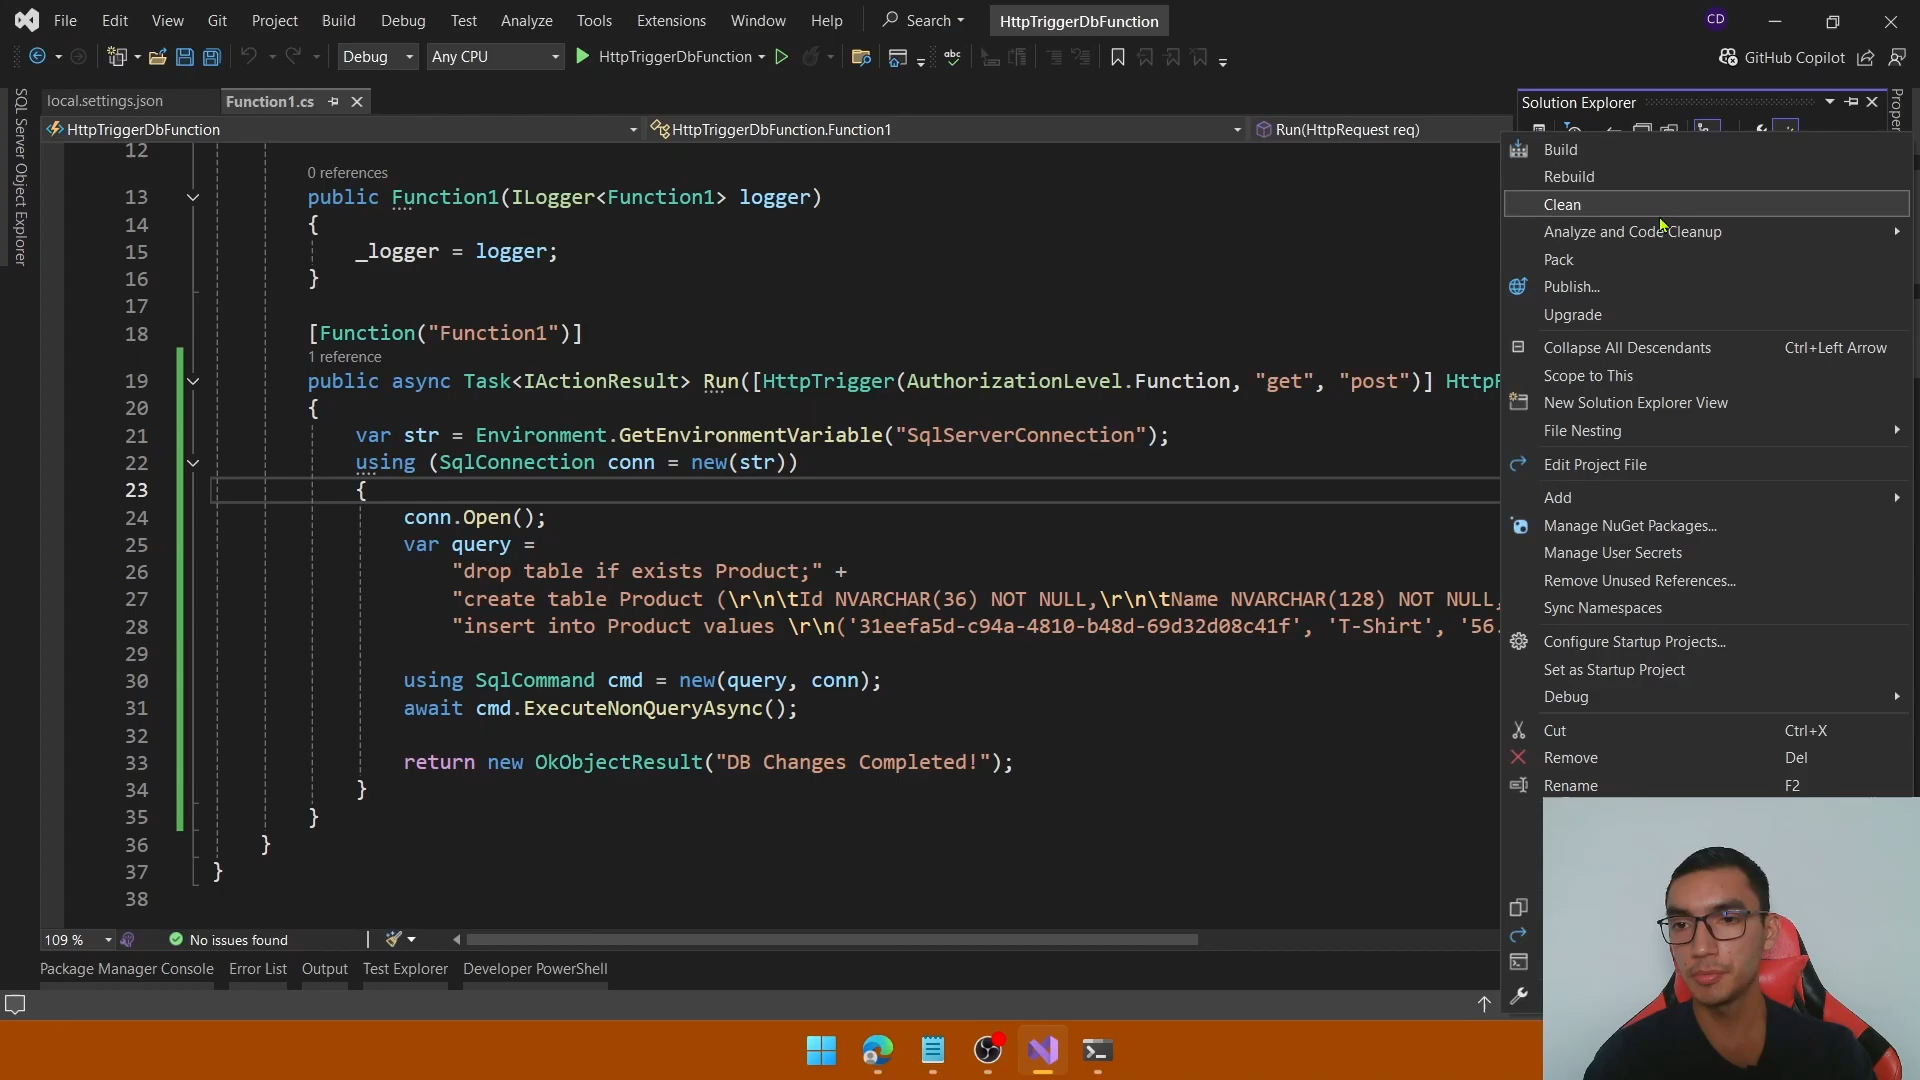 File Edit View Git Project Build Debug Test Analyze Tools Extensions Window Help Search HttpTriggerDbFunction CD
Debug Any CPU HttpTriggerDbFunction abc GitHub Copilot
local.settings.json Function1.cs Solution Explorer
HttpTriggerDbFunction HttpTriggerDbFunction.Function1 Run(HttpRequest req)
SQL Server Object Explorer
Proper
12
0 references
13 public Function1(ILogger<Function1> logger)
14 {
15 _logger = logger;
16 }
17
18 [Function("Function1")]
1 reference
19 public async Task<IActionResult> Run([HttpTrigger(AuthorizationLevel.Function, "get", "post")] HttpR
20 {
21 var str = Environment.GetEnvironmentVariable("SqlServerConnection");
22 using (SqlConnection conn = new(str))
23 {
24 conn.Open();
25 var query =
26 "drop table if exists Product;" +
27 "create table Product (\r\n\tId NVARCHAR(36) NOT NULL,\r\n\tName NVARCHAR(128) NOT NULL,
28 "insert into Product values \r\n('31eefa5d-c94a-4810-b48d-69d32d08c41f', 'T-Shirt', '56.
29
30 using SqlCommand cmd = new(query, conn);
31 await cmd.ExecuteNonQueryAsync();
32
33 return new OkObjectResult("DB Changes Completed!");
34 }
35 }
36 }
37 }
38
Build
Rebuild
Clean
Analyze and Code Cleanup
Pack
Publish...
Upgrade
Collapse All Descendants Ctrl+Left Arrow
Scope to This
New Solution Explorer View
File Nesting
Edit Project File
Add
Manage NuGet Packages...
Manage User Secrets
Remove Unused References...
Sync Namespaces
Configure Startup Projects...
Set as Startup Project
Debug
Cut Ctrl+X
Remove Del
Rename F2
109 % No issues found
Package Manager Console Error List Output Test Explorer Developer PowerShell